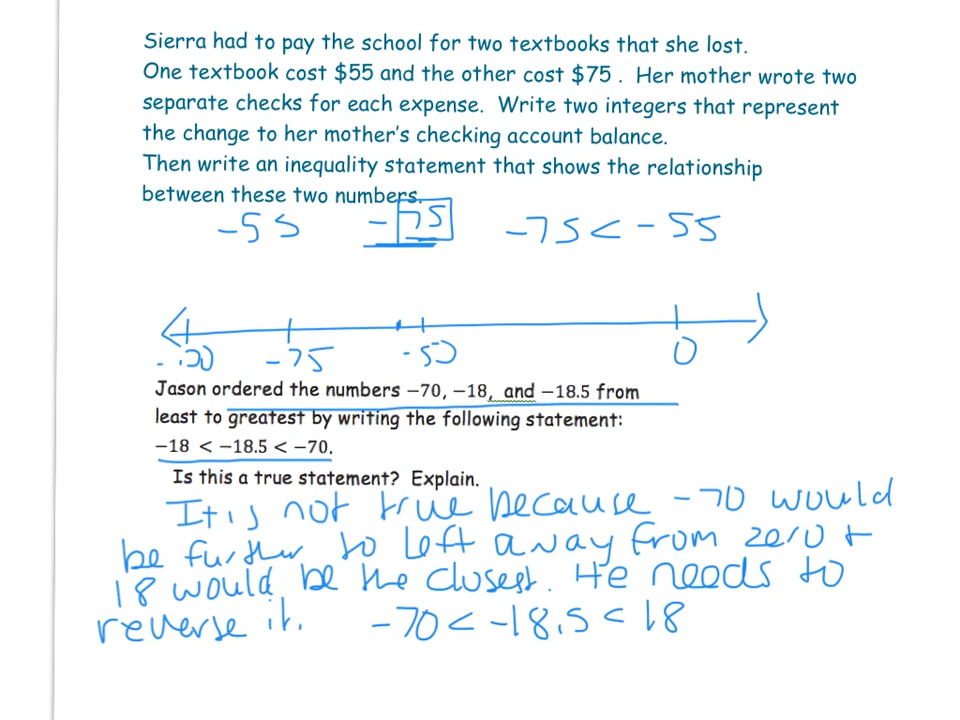 Sierra had to pay the school for two textbooks that she lost.
One textbook cost $55 and the other cost $75 . Her mother wrote two
separate checks for each expense. Write two integers that represent
the change to her mother's checking account balance.
Then write an inequality statement that shows the relationship
between these two numbers.
-55 -75 -75 < -55
-100 -75 -50 0
Jason ordered the numbers −70, −18, and −18.5 from
least to greatest by writing the following statement:
−18 < −18.5 < −70.
Is this a true statement? Explain.
It is not true because -70 would
be further to left away from zero +
18 would be the closest. He needs to
reverse it. -70 < -18.5 < 18